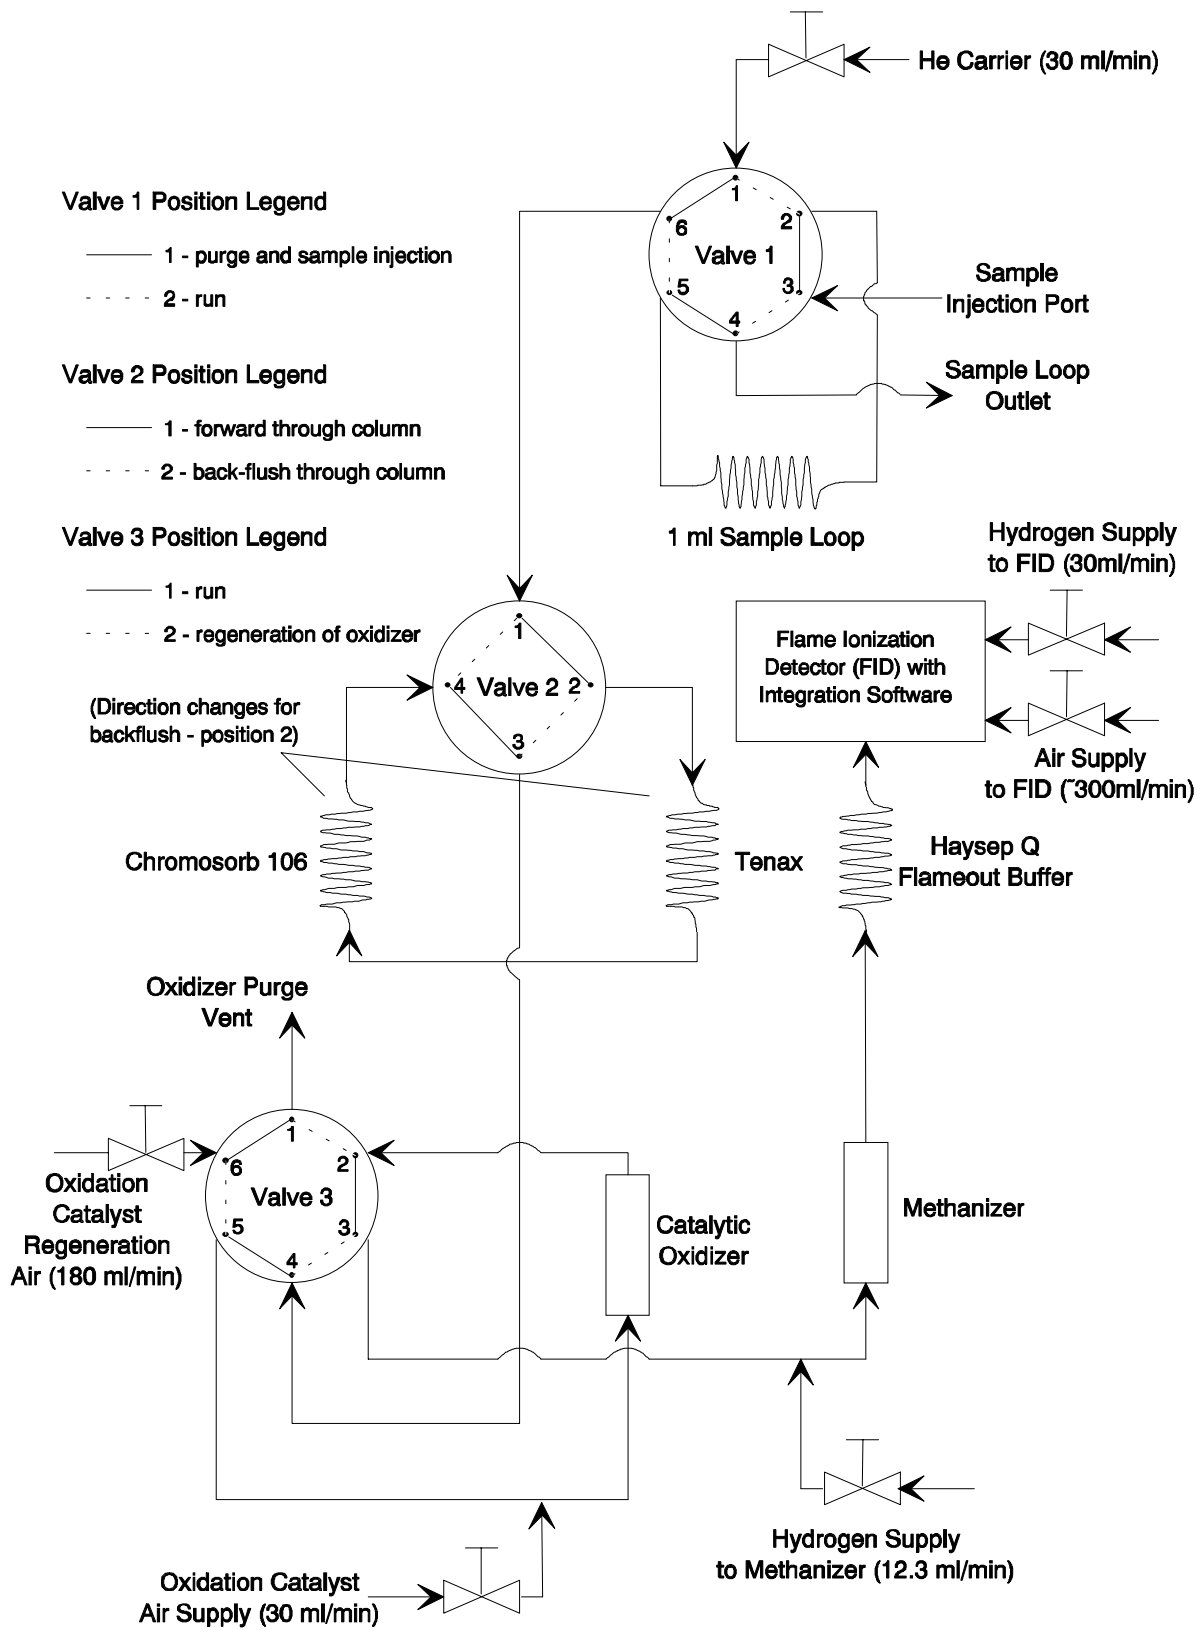 He Carrier (30 ml/min)
Valve 1 Position Legend
1 - purge and sample injection
2 - run
1
2
6
Valve 1
5
3
4
Sample
Injection Port
Sample Loop
Outlet
1 ml Sample Loop
Valve 2 Position Legend
1 - forward through column
2 - back-flush through column
Valve 3 Position Legend
1 - run
2 - regeneration of oxidizer
(Direction changes for
backflush - position 2)
1
4 Valve 2 2
3
Hydrogen Supply
to FID (30ml/min)
Flame Ionization
Detector (FID) with
Integration Software
Air Supply
to FID (~300ml/min)
Chromosorb 106
Tenax
Haysep Q
Flameout Buffer
Oxidizer Purge
Vent
1
2
6
Valve 3
5
3
4
Oxidation
Catalyst
Regeneration
Air (180 ml/min)
Catalytic
Oxidizer
Methanizer
Hydrogen Supply
to Methanizer (12.3 ml/min)
Oxidation Catalyst
Air Supply (30 ml/min)